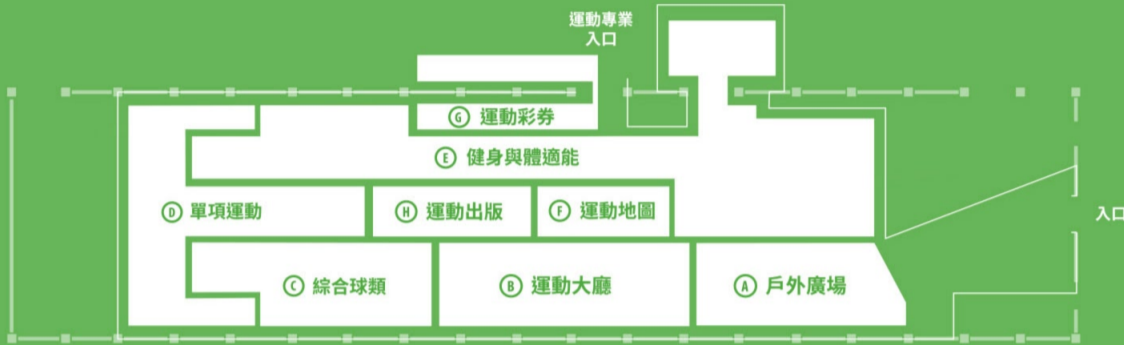 運動專業
入口
G 運動彩券
E 健身與體適能
D 單項運動
H 運動出版
F 運動地圖
入口
C 綜合球類
B 運動大廳
A 戶外廣場